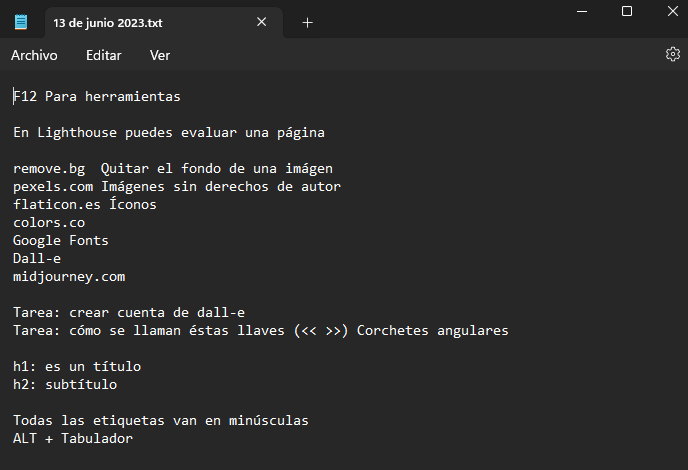 13 de junio 2023.txt
Archivo Editar Ver
F12 Para herramientas
En Lighthouse puedes evaluar una página
remove.bg  Quitar el fondo de una imágen
pexels.com Imágenes sin derechos de autor
flaticon.es Íconos
colors.co
Google Fonts
Dall-e
midjourney.com
Tarea: crear cuenta de dall-e
Tarea: cómo se llaman éstas llaves (<< >>) Corchetes angulares
h1: es un título
h2: subtítulo
Todas las etiquetas van en minúsculas
ALT + Tabulador